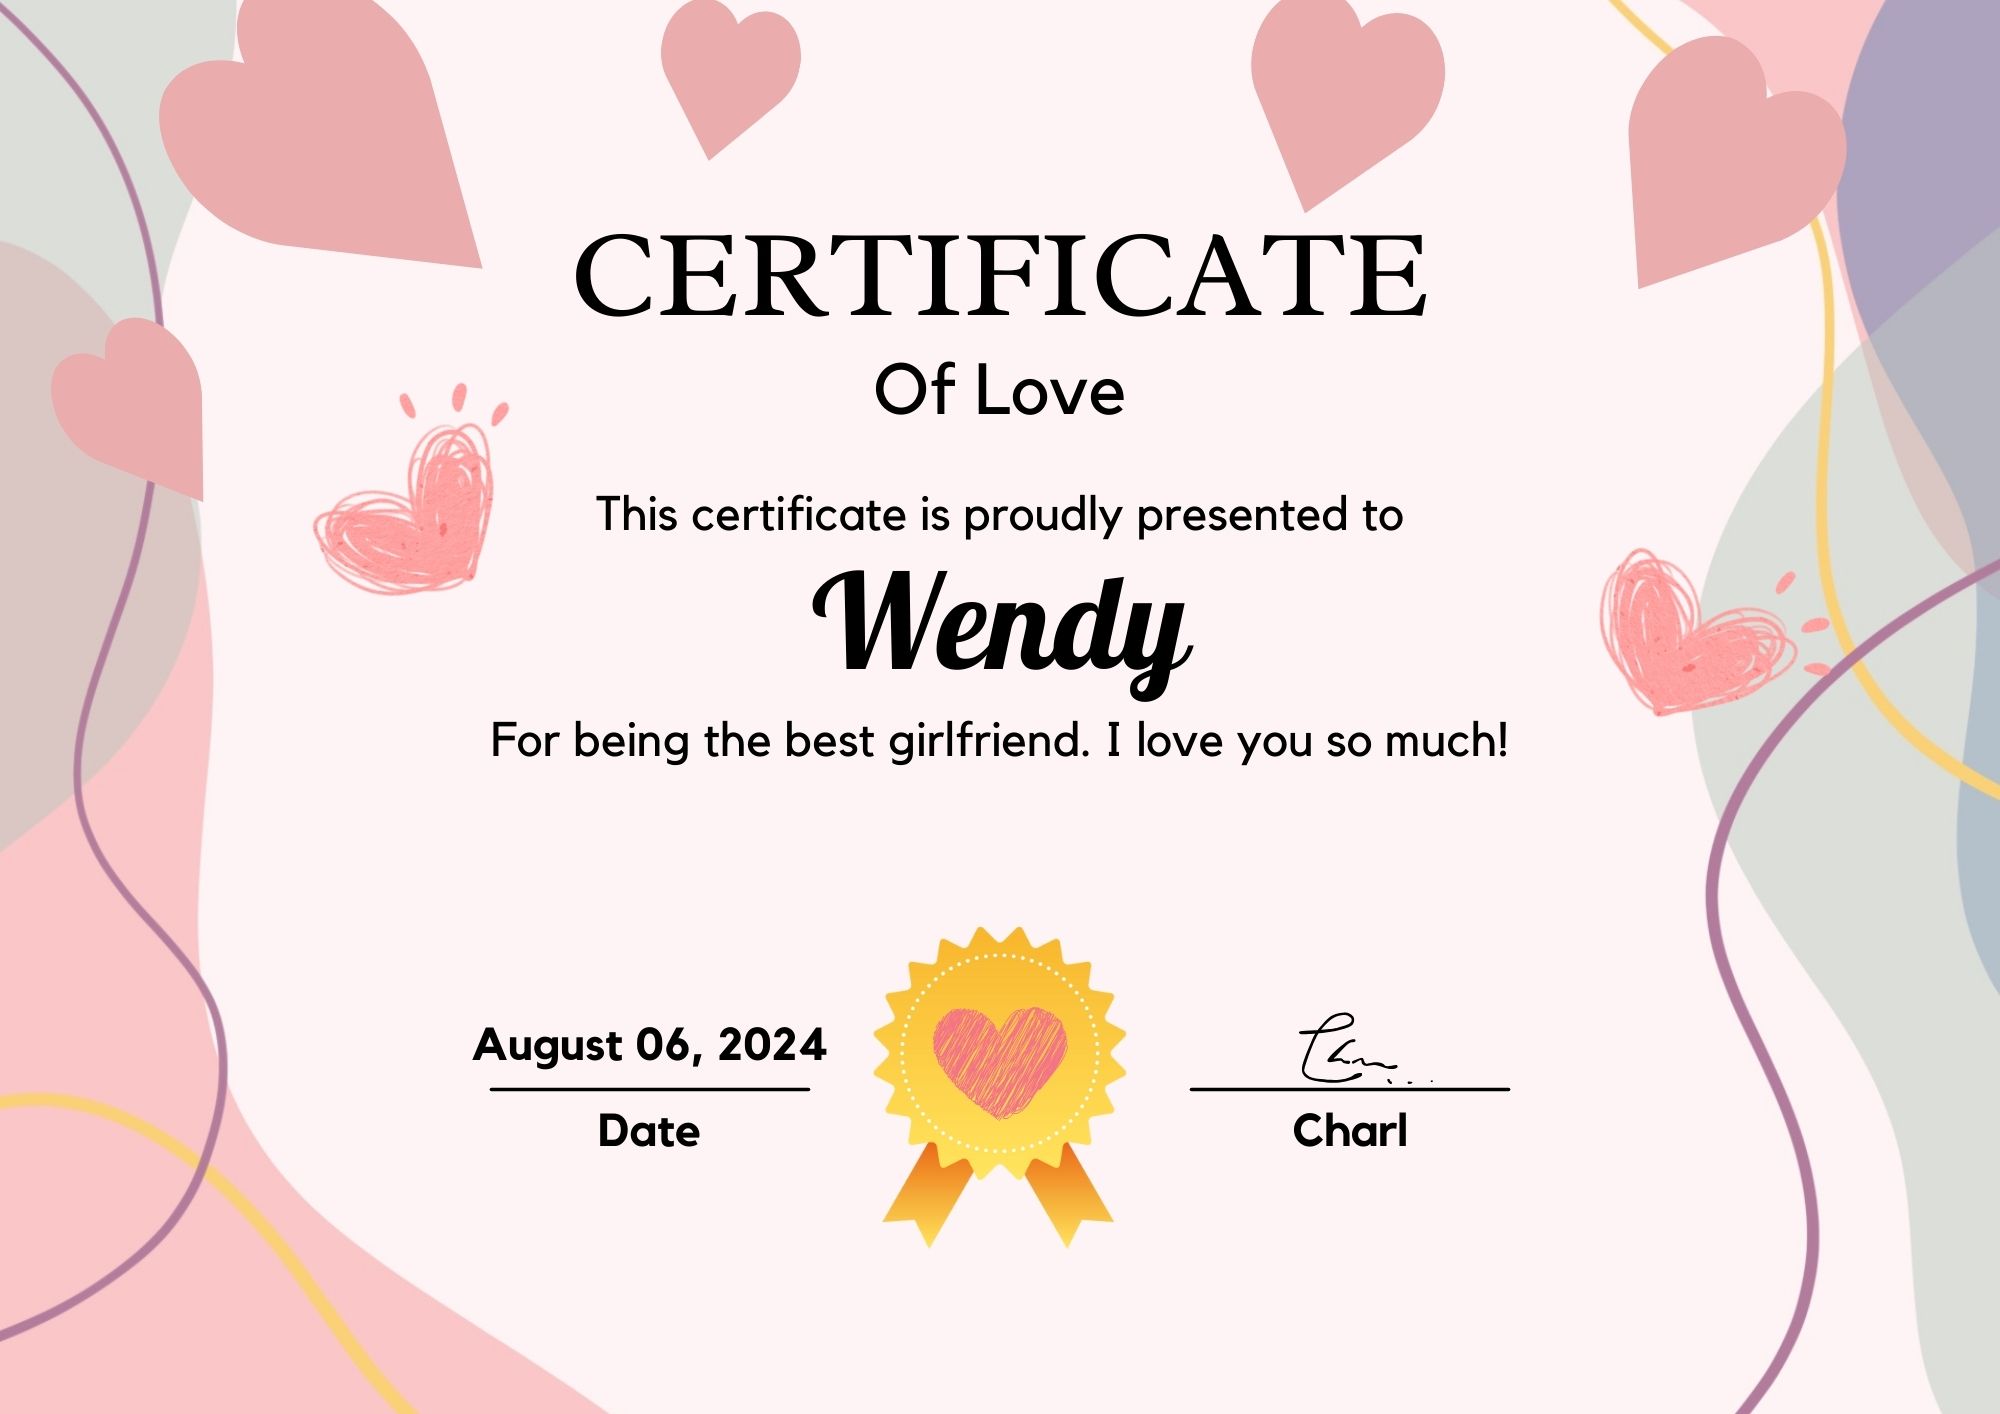 CERTIFICATE
Of Love
This certificate is proudly presented to
Wendy
For being the best girlfriend. I love you so much!
August 06, 2024
Date
Charl